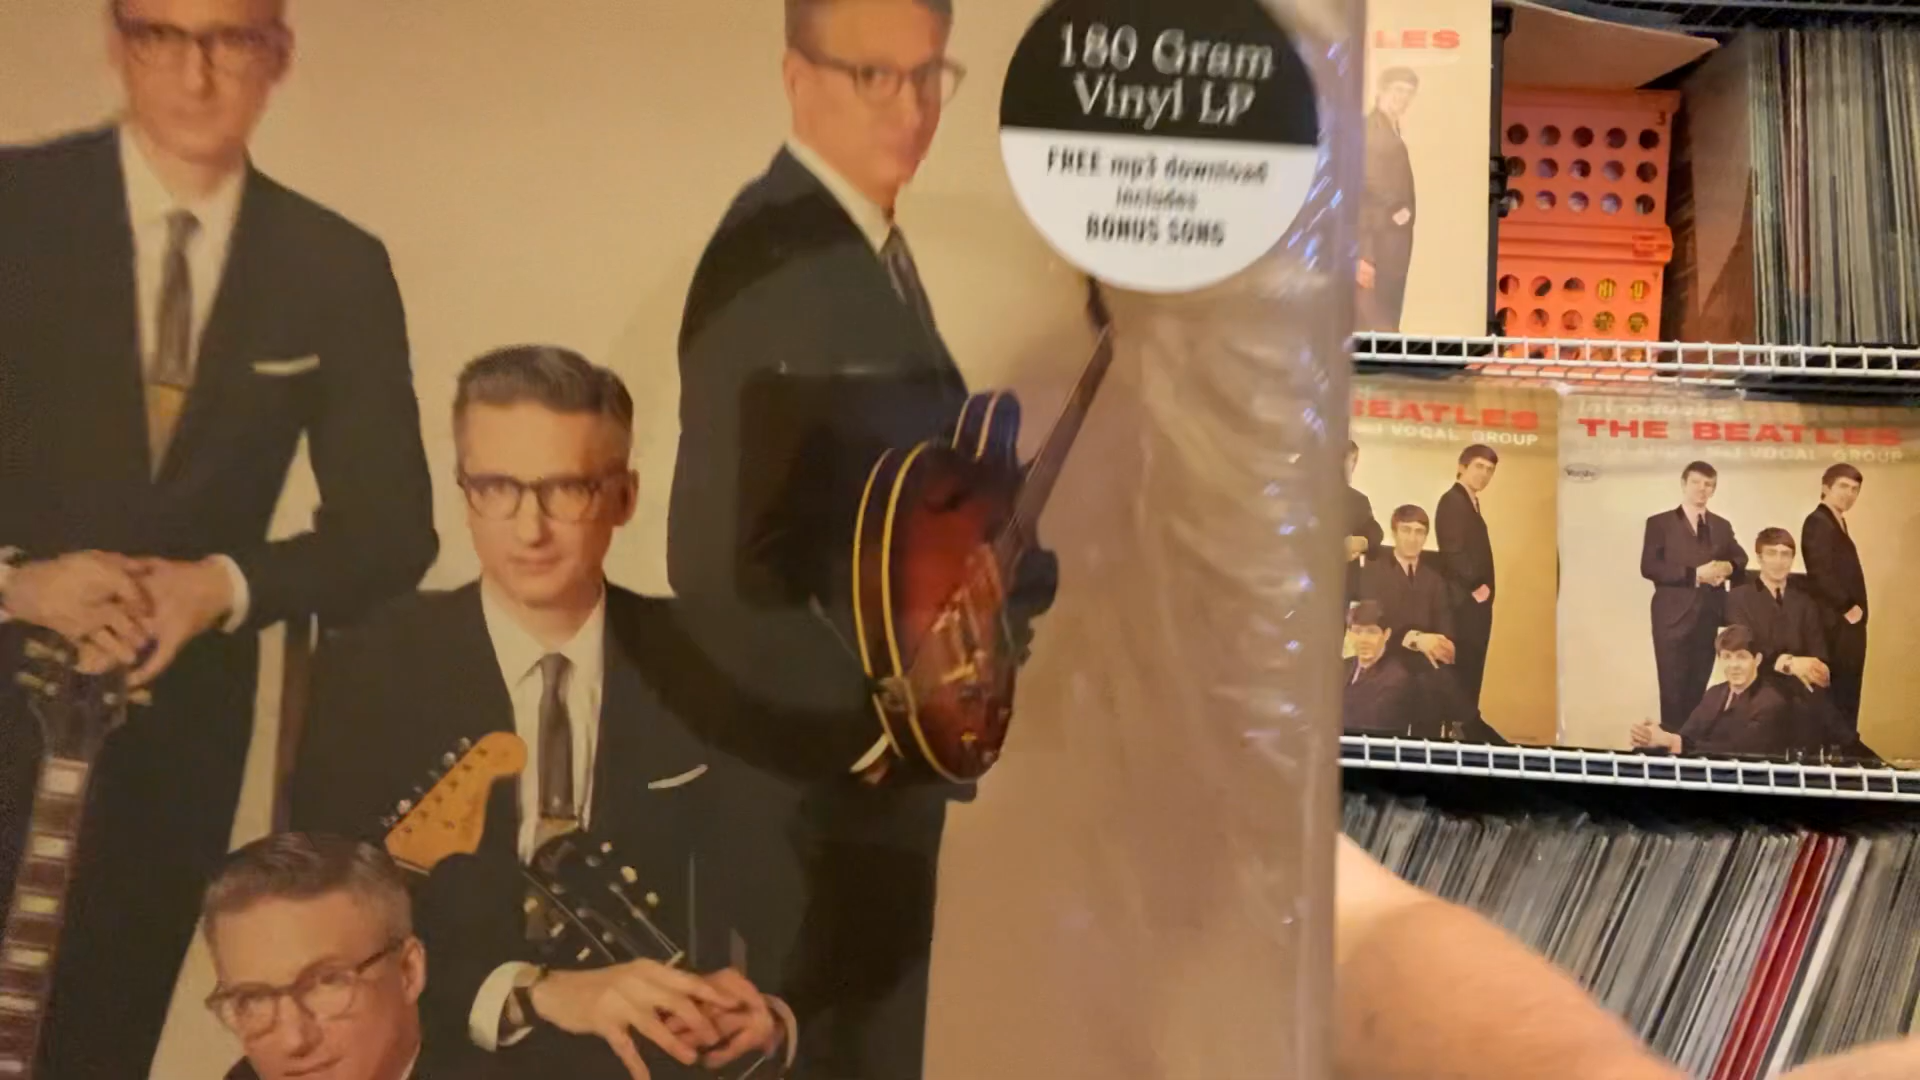 180 Gram
Vinyl LP
FREE mp3 download
includes
BONUS SONG
LES
BEATLES
VOCAL GROUP
THE BEATLES
VOCAL GROUP